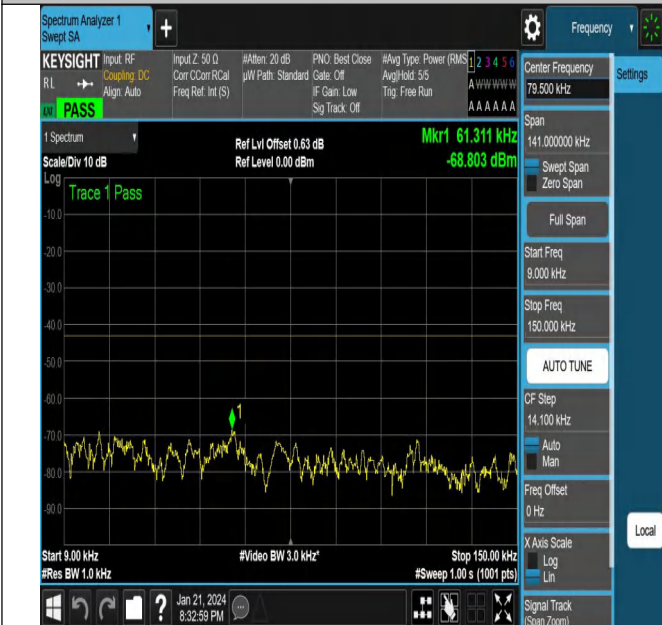 Spectrum Analyzer 1
Swept SA
Frequency
KEYSIGHT
RL
PASS
Input: RF
Coupling: DC
Align: Auto
Input Z: 50 Ω
Corr CCorr RCal
Freq Ref: Int (S)
#Atten: 20 dB
µW Path: Standard
PNO: Best Close
Gate: Off
IF Gain: Low
Sig Track: Off
#Avg Type: Power (RMS
Avg|Hold: 5/5
Trig: Free Run
1 2 3 4 5 6
A W W W W W
A A A A A A
1 Spectrum
Scale/Div 10 dB
Log
Ref Lvl Offset 0.63 dB
Ref Level 0.00 dBm
Mkr1 61.311 kHz
-68.803 dBm
Trace 1 Pass
-10.0
-20.0
-30.0
-40.0
-50.0
-60.0
-70.0
-80.0
-90.0
1
Start 9.00 kHz
#Res BW 1.0 kHz
#Video BW 3.0 kHz*
Stop 150.00 kHz
#Sweep 1.00 s (1001 pts)
Jan 21, 2024
8:32:59 PM
Center Frequency
79.500 kHz
Settings
Span
141.000000 kHz
Swept Span
Zero Span
Full Span
Start Freq
9.000 kHz
Stop Freq
150.000 kHz
AUTO TUNE
CF Step
14.100 kHz
Auto
Man
Freq Offset
0 Hz
Local
X Axis Scale
Log
Lin
Signal Track
(Span Zoom)